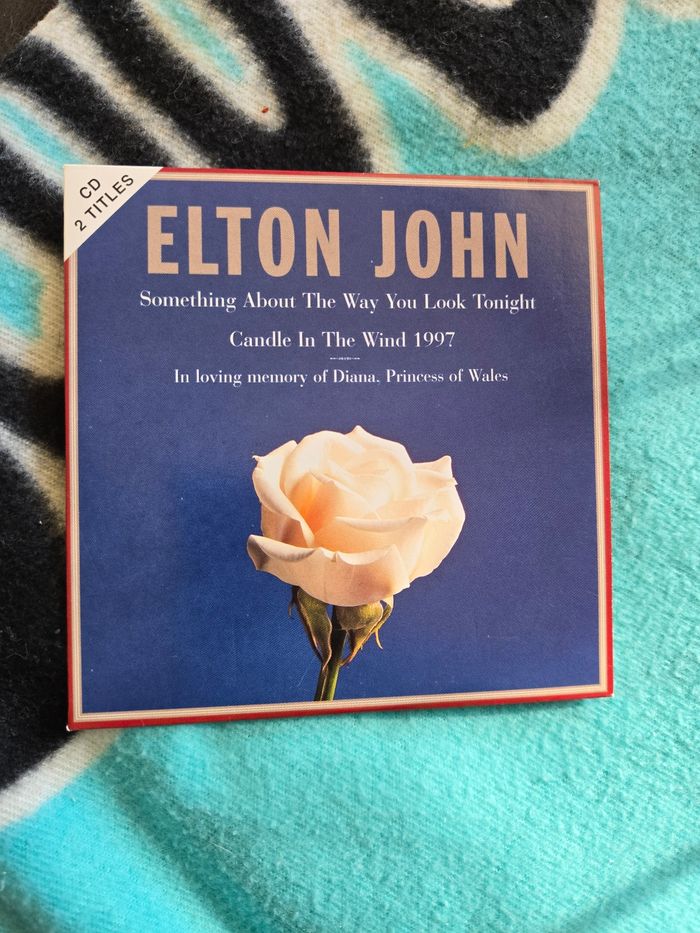 CD
2 TITLES
ELTON JOHN
Something About The Way You Look Tonight
Candle In The Wind 1997
In loving memory of Diana, Princess of Wales